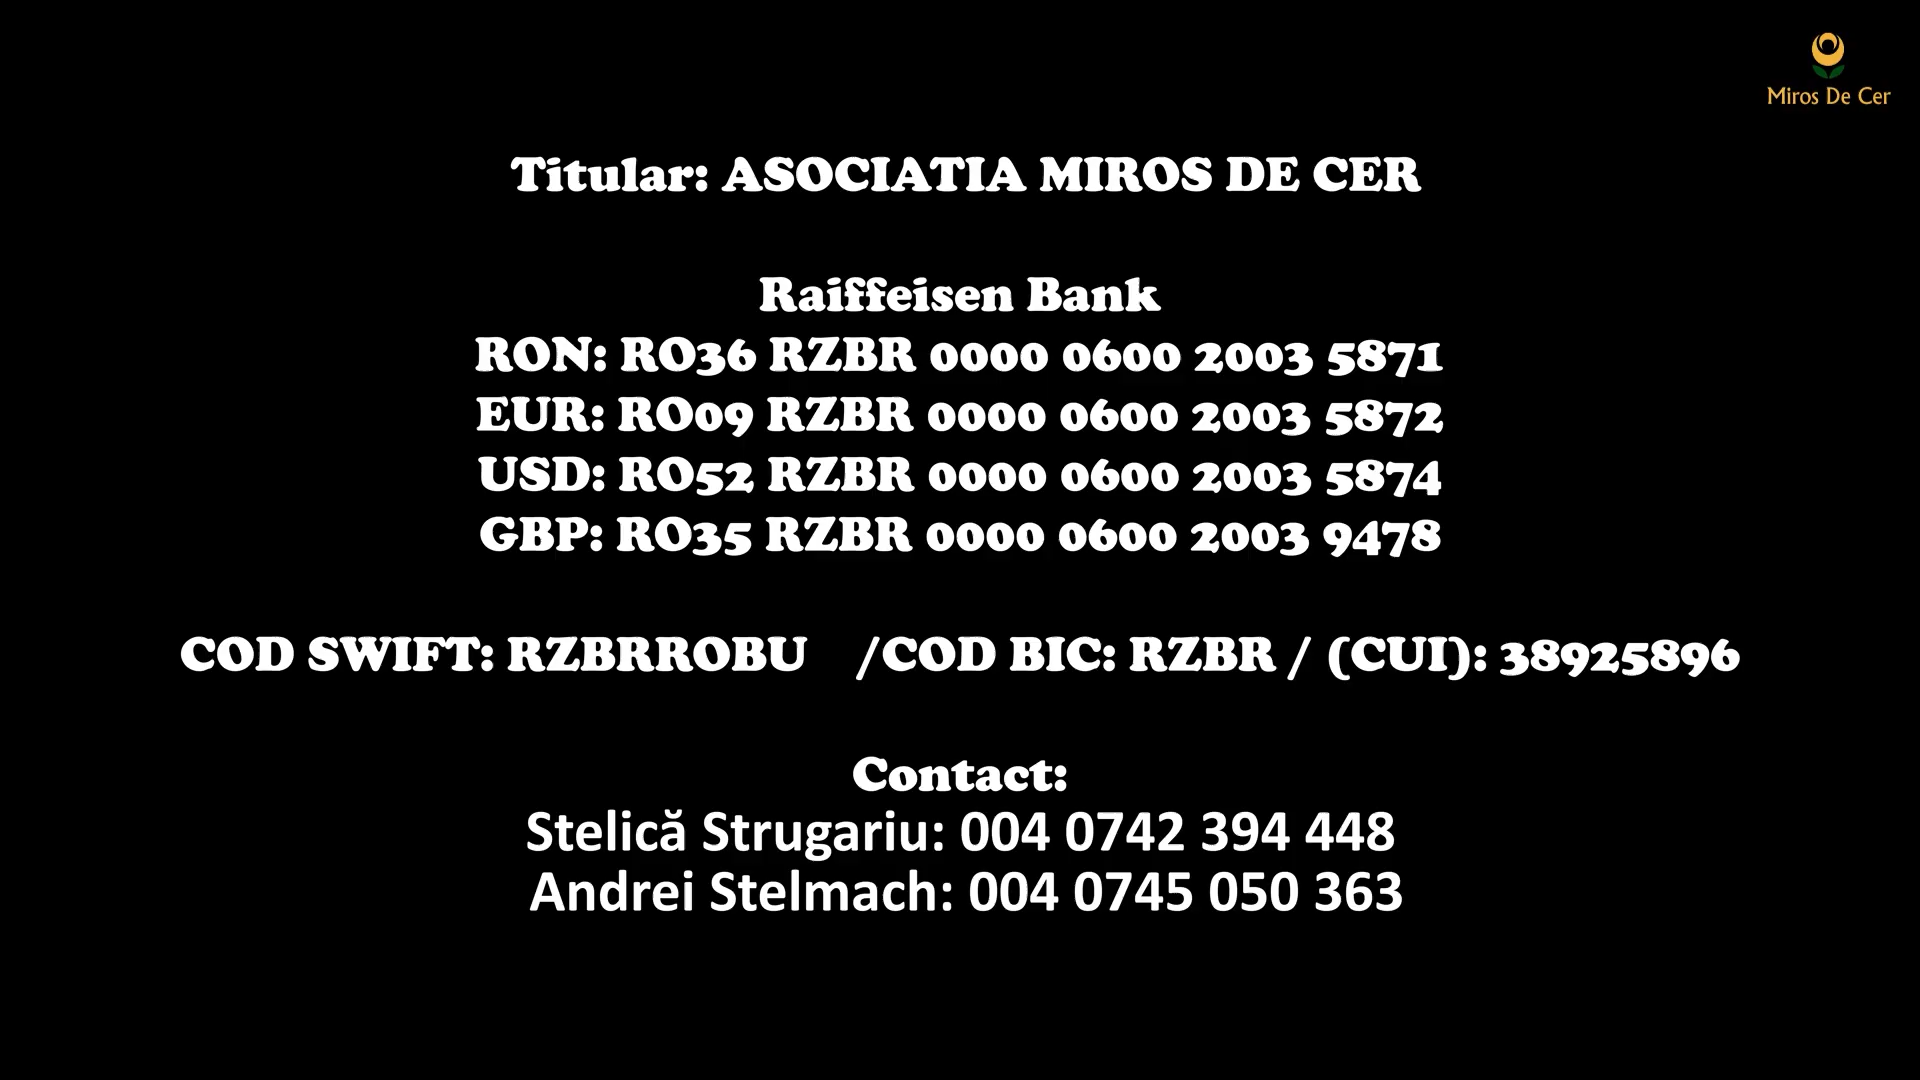 Miros De Cer
Titular: ASOCIATIA MIROS DE CER
Raiffeisen Bank
RON: RO36 RZBR 0000 0600 2003 5871
EUR: RO09 RZBR 0000 0600 2003 5872
USD: RO52 RZBR 0000 0600 2003 5874
GBP: RO35 RZBR 0000 0600 2003 9478
COD SWIFT: RZBRROBU /COD BIC: RZBR / (CUI): 38925896
Contact:
Stelică Strugariu: 004 0742 394 448
Andrei Stelmach: 004 0745 050 363